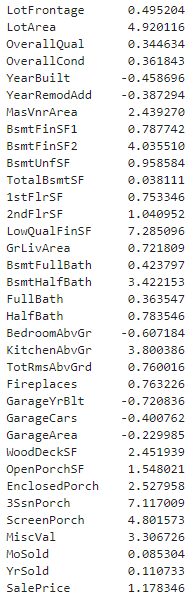 LotFrontage 0.495204
LotArea 4.920116
OverallQual 0.344634
OverallCond 0.361843
YearBuilt -0.458696
YearRemodAdd -0.387294
MasVnrArea 2.439270
BsmtFinSF1 0.787742
BsmtFinSF2 4.035510
BsmtUnfSF 0.958584
TotalBsmtSF 0.038111
1stFlrSF 0.753346
2ndFlrSF 1.040952
LowQualFinSF 7.285096
GrLivArea 0.721809
BsmtFullBath 0.423797
BsmtHalfBath 3.422153
FullBath 0.363547
HalfBath 0.783546
BedroomAbvGr -0.607184
KitchenAbvGr 3.800386
TotRmsAbvGrd 0.760016
Fireplaces 0.763226
GarageYrBlt -0.720836
GarageCars -0.400762
GarageArea -0.229985
WoodDeckSF 2.451939
OpenPorchSF 1.548021
EnclosedPorch 2.527958
3SsnPorch 7.117009
ScreenPorch 4.801573
MiscVal 3.306726
MoSold 0.085304
YrSold 0.110733
SalePrice 1.178346